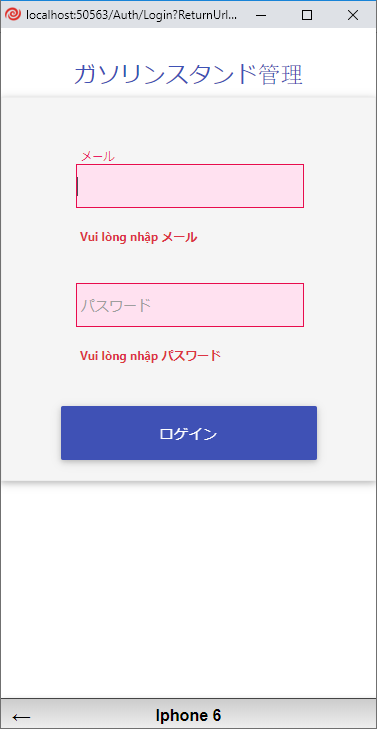 localhost:50563/Auth/Login?ReturnUrl...
ガソリンスタンド管理
メール
Vui lòng nhập メール
パスワード
Vui lòng nhập パスワード
ログイン
← Iphone 6